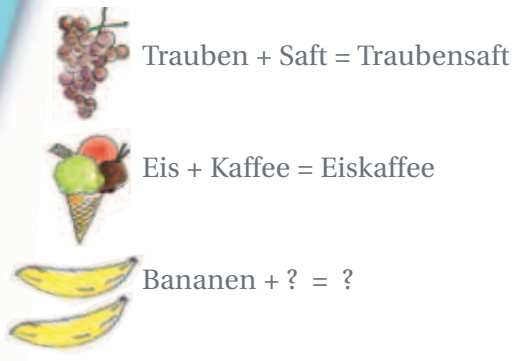 Trauben + Saft = Traubensaft
Eis + Kaffee = Eiskaffee
Bananen + ? = ?